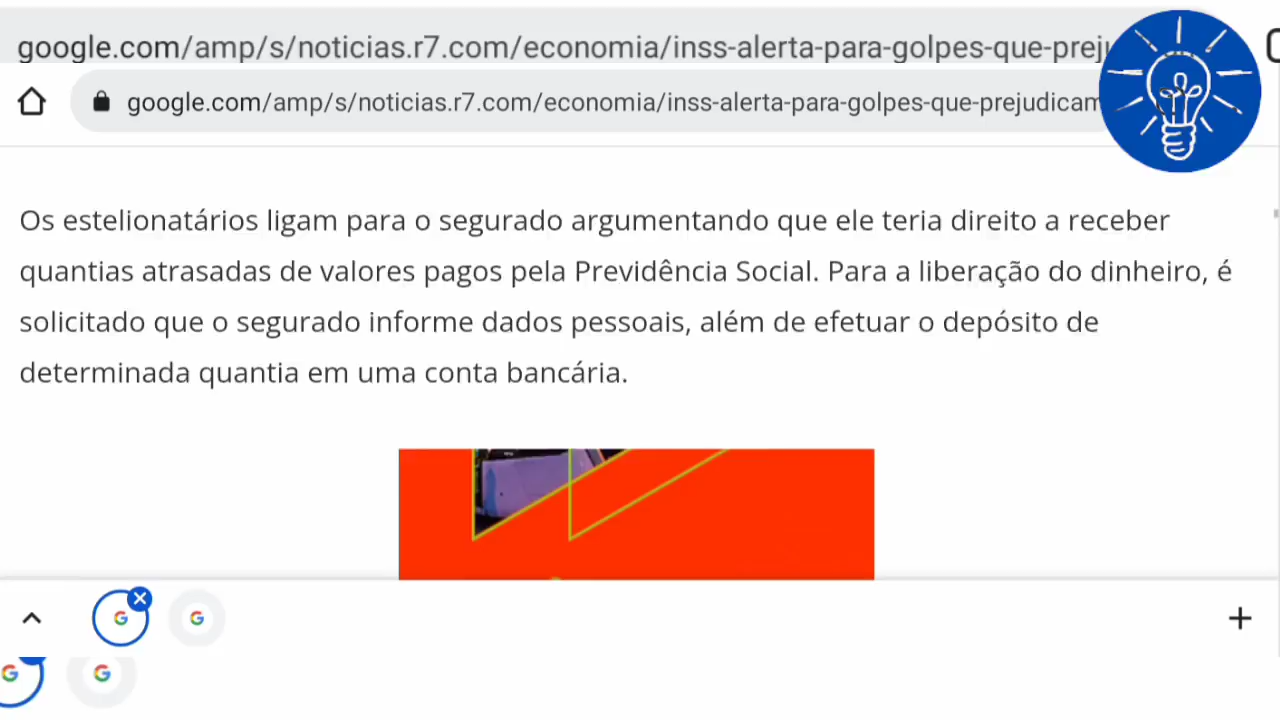 google.com/amp/s/noticias.r7.com/economia/inss-alerta-para-golpes-que-preju
google.com/amp/s/noticias.r7.com/economia/inss-alerta-para-golpes-que-prejudicam
Os estelionatários ligam para o segurado argumentando que ele teria direito a receber
quantias atrasadas de valores pagos pela Previdência Social. Para a liberação do dinheiro, é
solicitado que o segurado informe dados pessoais, além de efetuar o depósito de
determinada quantia em uma conta bancária.